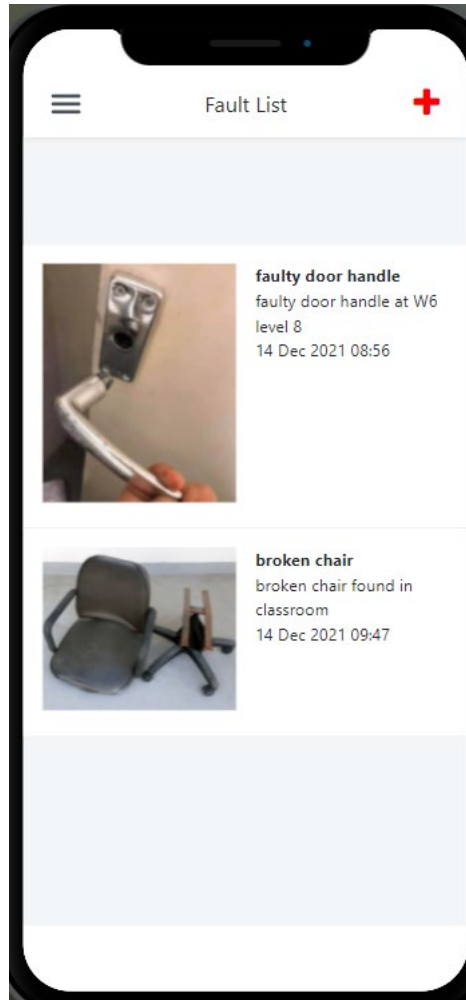 Fault List
faulty door handle
faulty door handle at W6
level 8
14 Dec 2021 08:56
broken chair
broken chair found in
classroom
14 Dec 2021 09:47